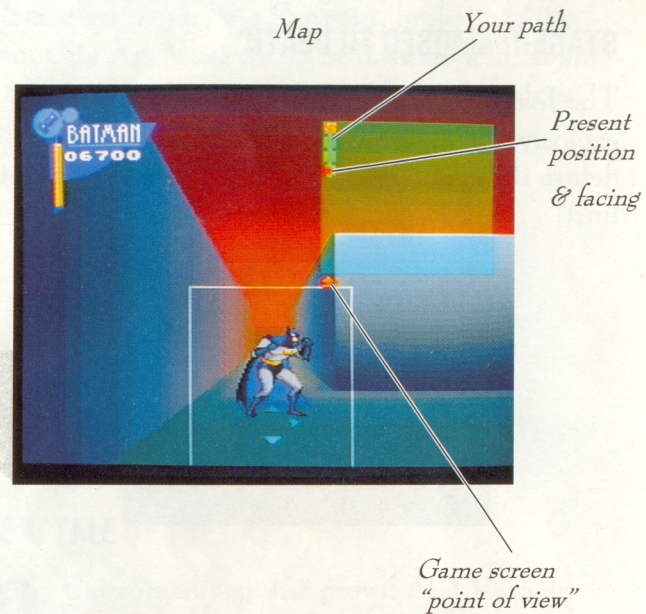 Map
Your path
BATMAN
06700
Present
position
& facing
Game screen
"point of view"